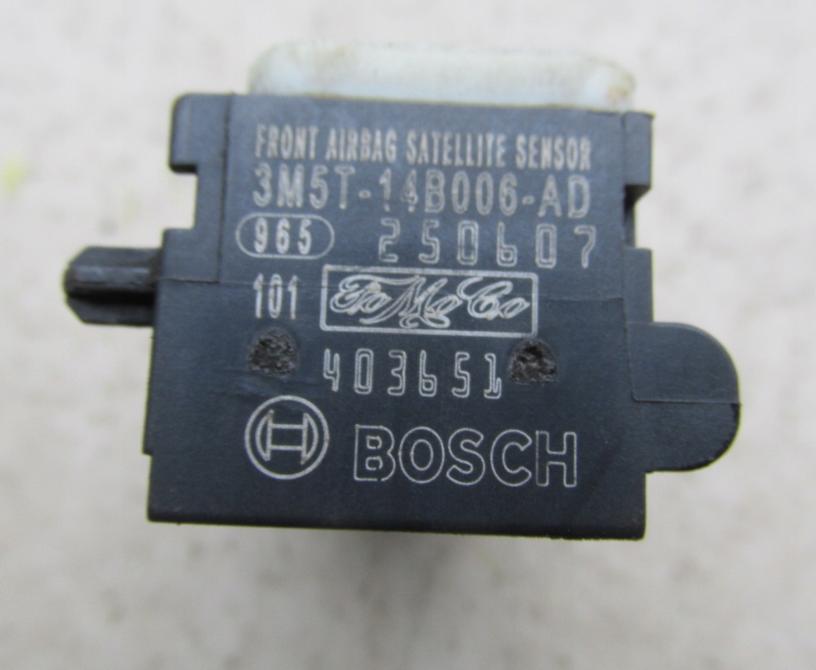 FRONT AIRBAG SATELLITE SENSOR
3M5T-14B006-AD
965 250607
101 FoMoCo
403651
BOSCH